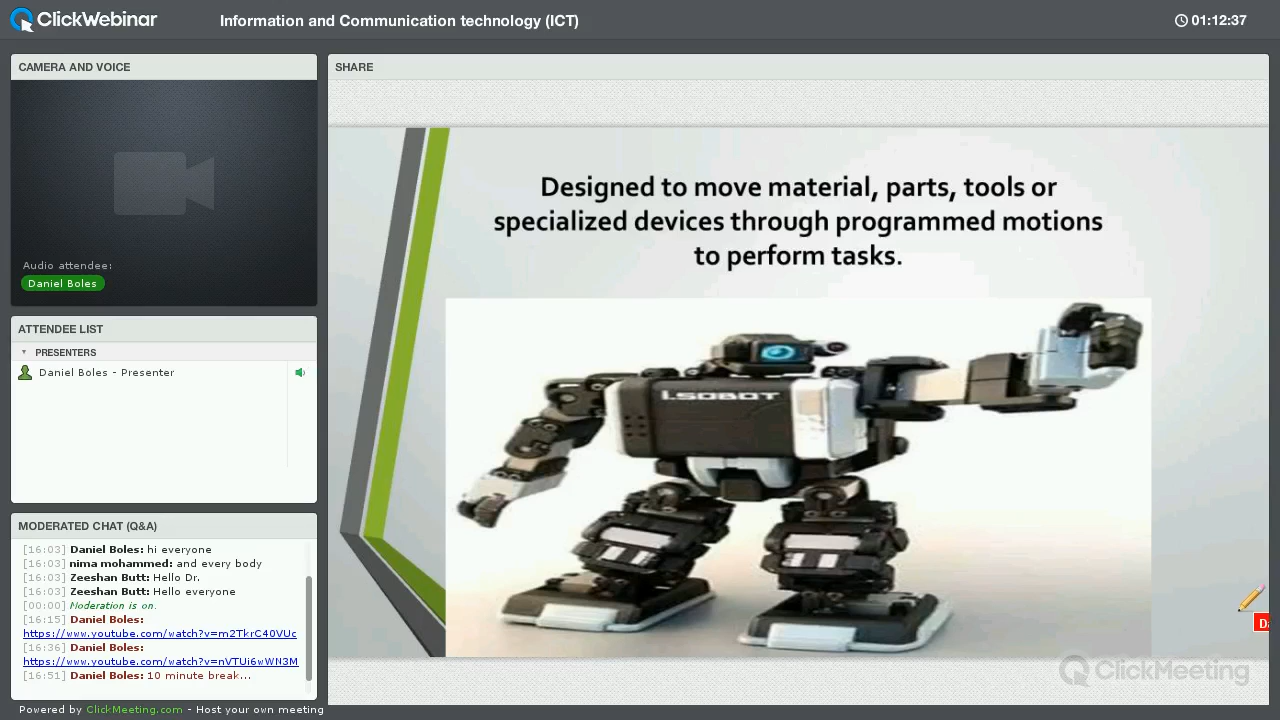 ClickWebinar
Information and Communication technology (ICT)
01:12:37
CAMERA AND VOICE
Audio attendee:
Daniel Boles
ATTENDEE LIST
PRESENTERS
Daniel Boles - Presenter
MODERATED CHAT (Q&A)
[16:03] Daniel Boles: hi everyone
[16:03] nima mohammed: and every body
[16:03] Zeeshan Butt: Hello Dr.
[16:03] Zeeshan Butt: Hello everyone
[00:00] Moderation is on.
[16:15] Daniel Boles:
https://www.youtube.com/watch?v=m2TkrC40VUc
[16:36] Daniel Boles:
https://www.youtube.com/watch?v=nVTUi6wWN3M
[16:51] Daniel Boles: 10 minute break...
Powered by ClickMeeting.com - Host your own meeting
SHARE
Designed to move material, parts, tools or
specialized devices through programmed motions
to perform tasks.
i.SOBOT
ClickMeeting